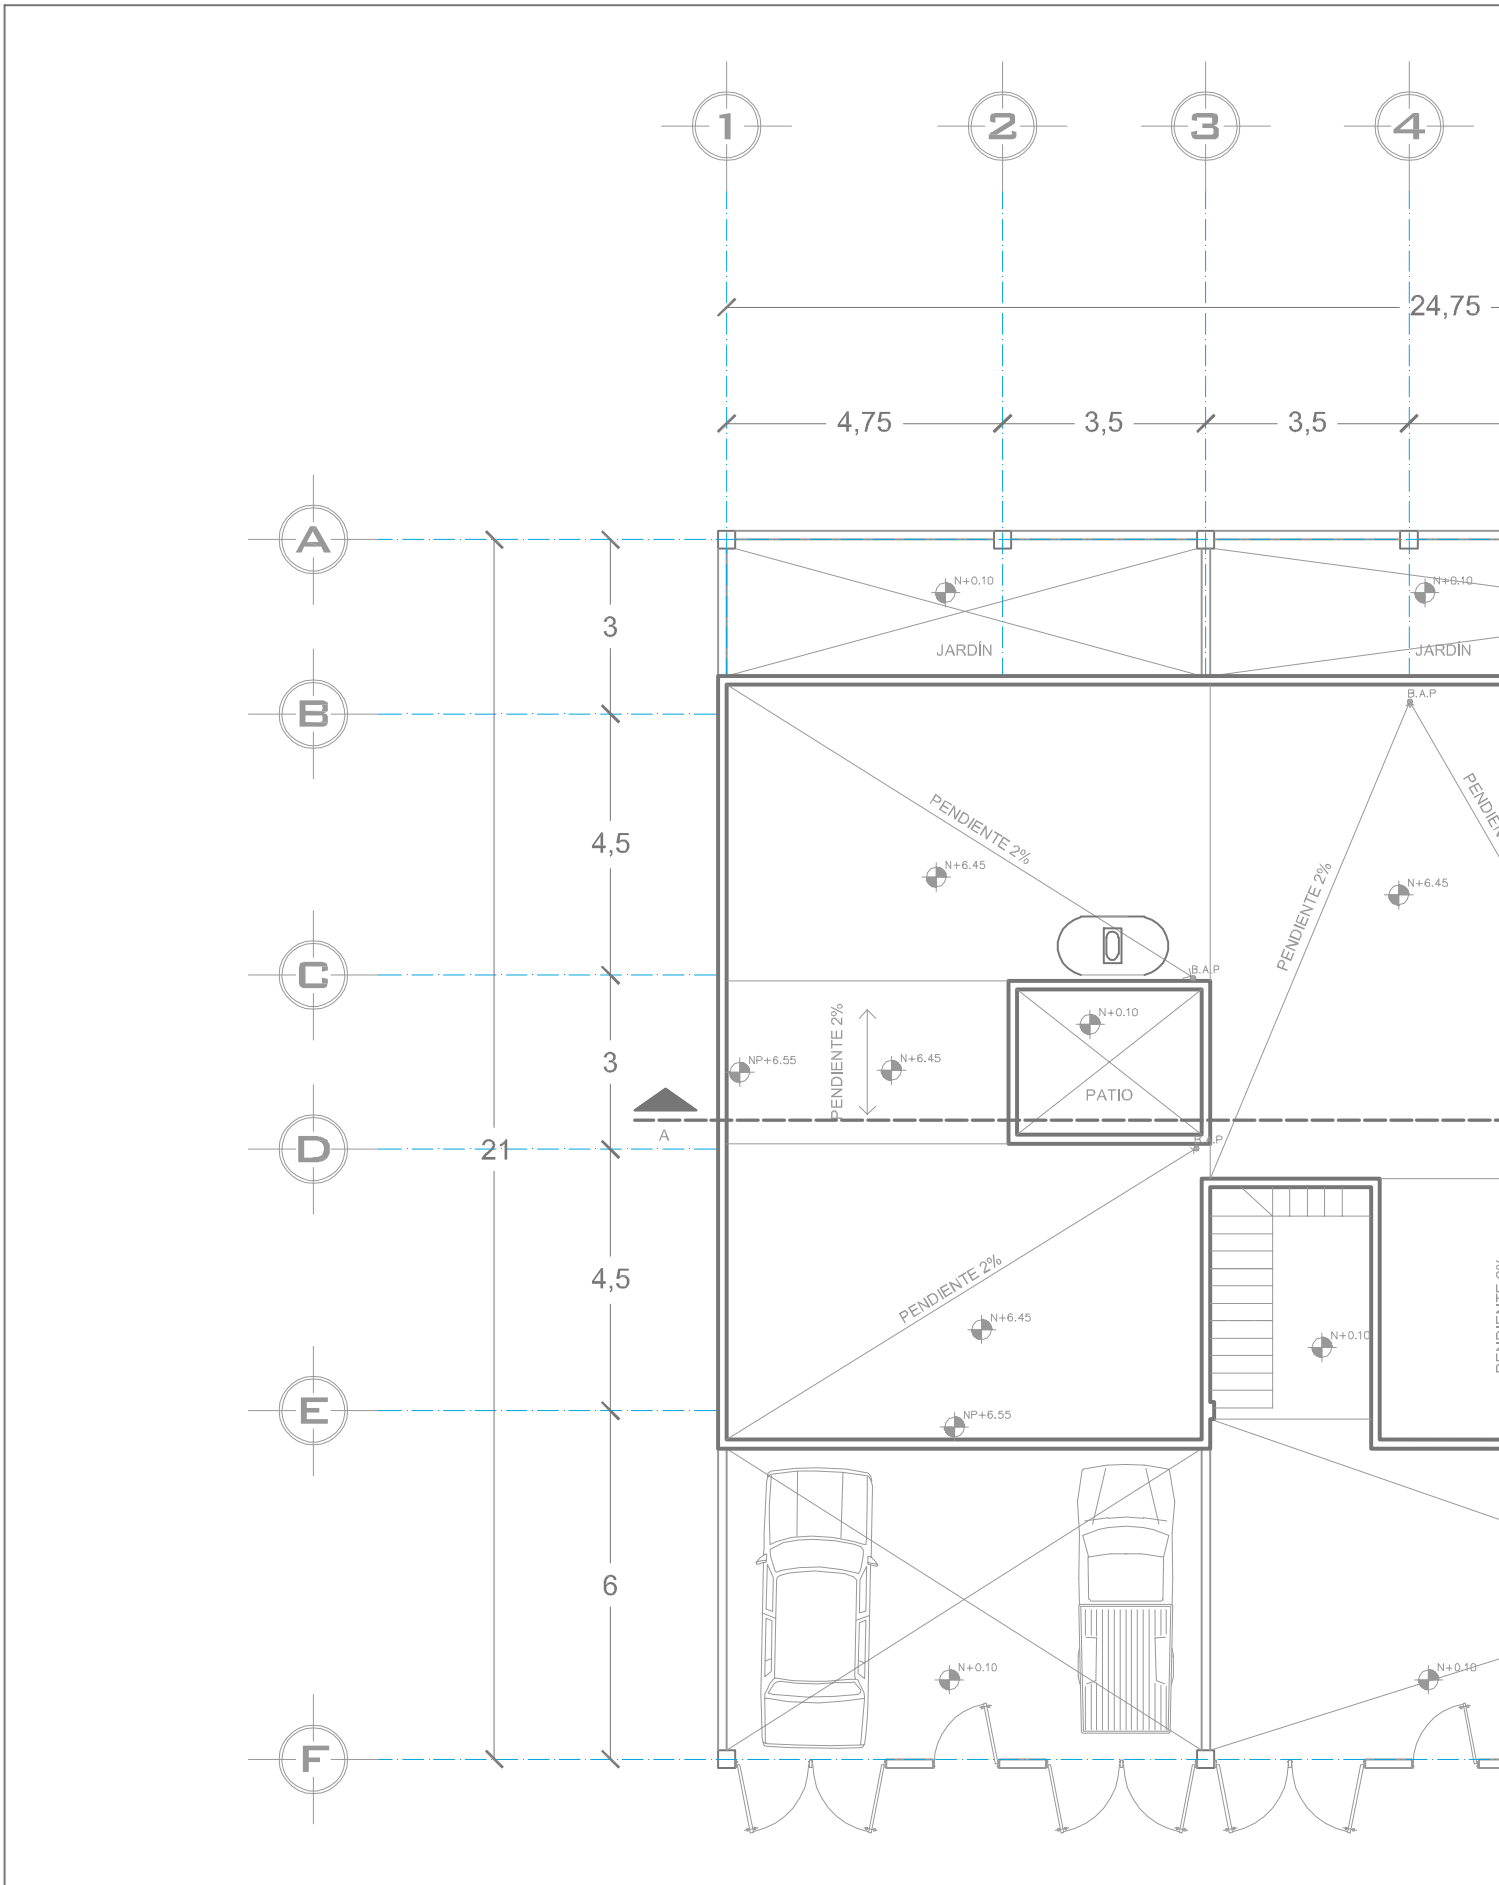 1 2 3 4
24,75
4,75 3,5 3,5
A
N+0.10 N+0.10
3
JARDÍN JARDÍN
B
B.A.P
PENDIENTE 2%
4,5
N+6.45
PENDIENTE 2%
N+6.45
C
B.A.P
N+0.10
PENDIENTE 2%
NP+6.55
N+6.45
3
PATIO
A
B.A.P
D
21
PENDIENTE 2%
4,5
N+6.45
N+0.10
E
NP+6.55
6
N+0.10 N+0.10
F